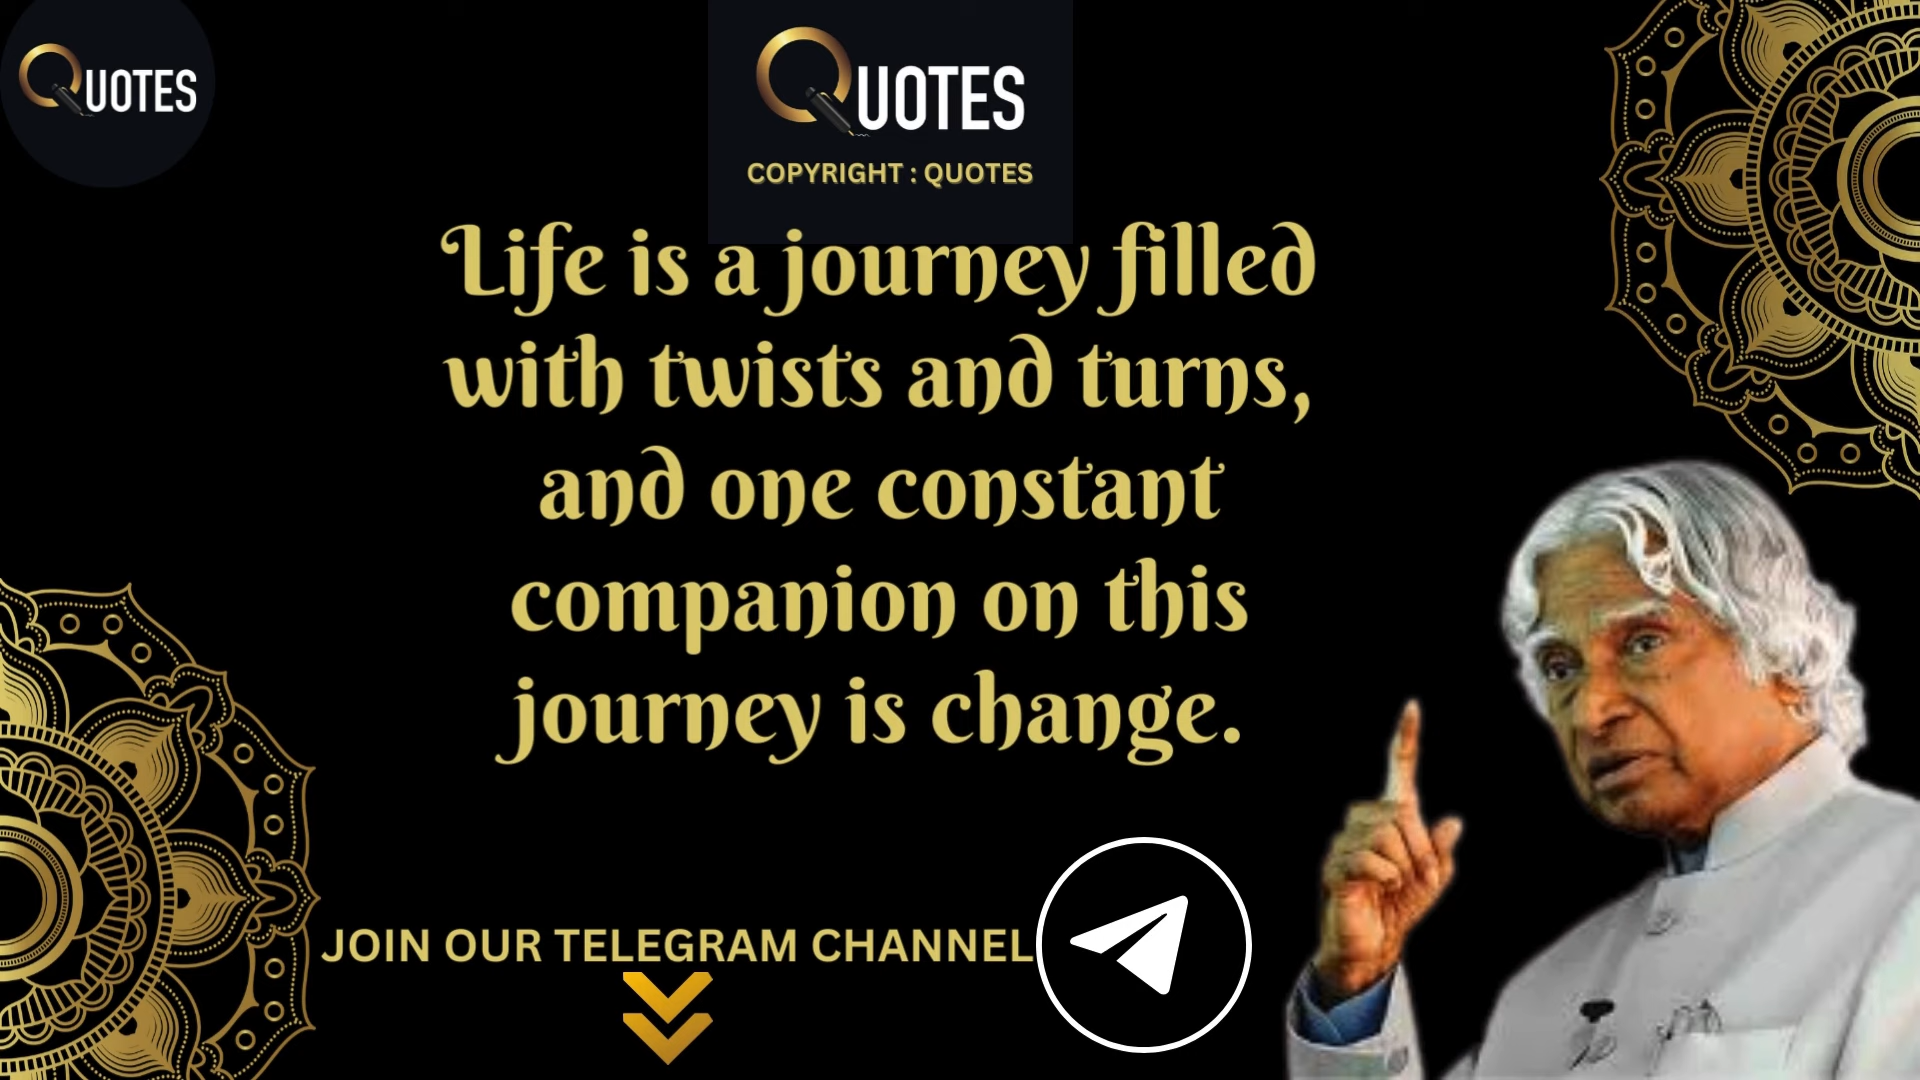 QUOTES
QUOTES
COPYRIGHT : QUOTES
Life is a journey filled
with twists and turns,
and one constant
companion on this
journey is change.
JOIN OUR TELEGRAM CHANNEL